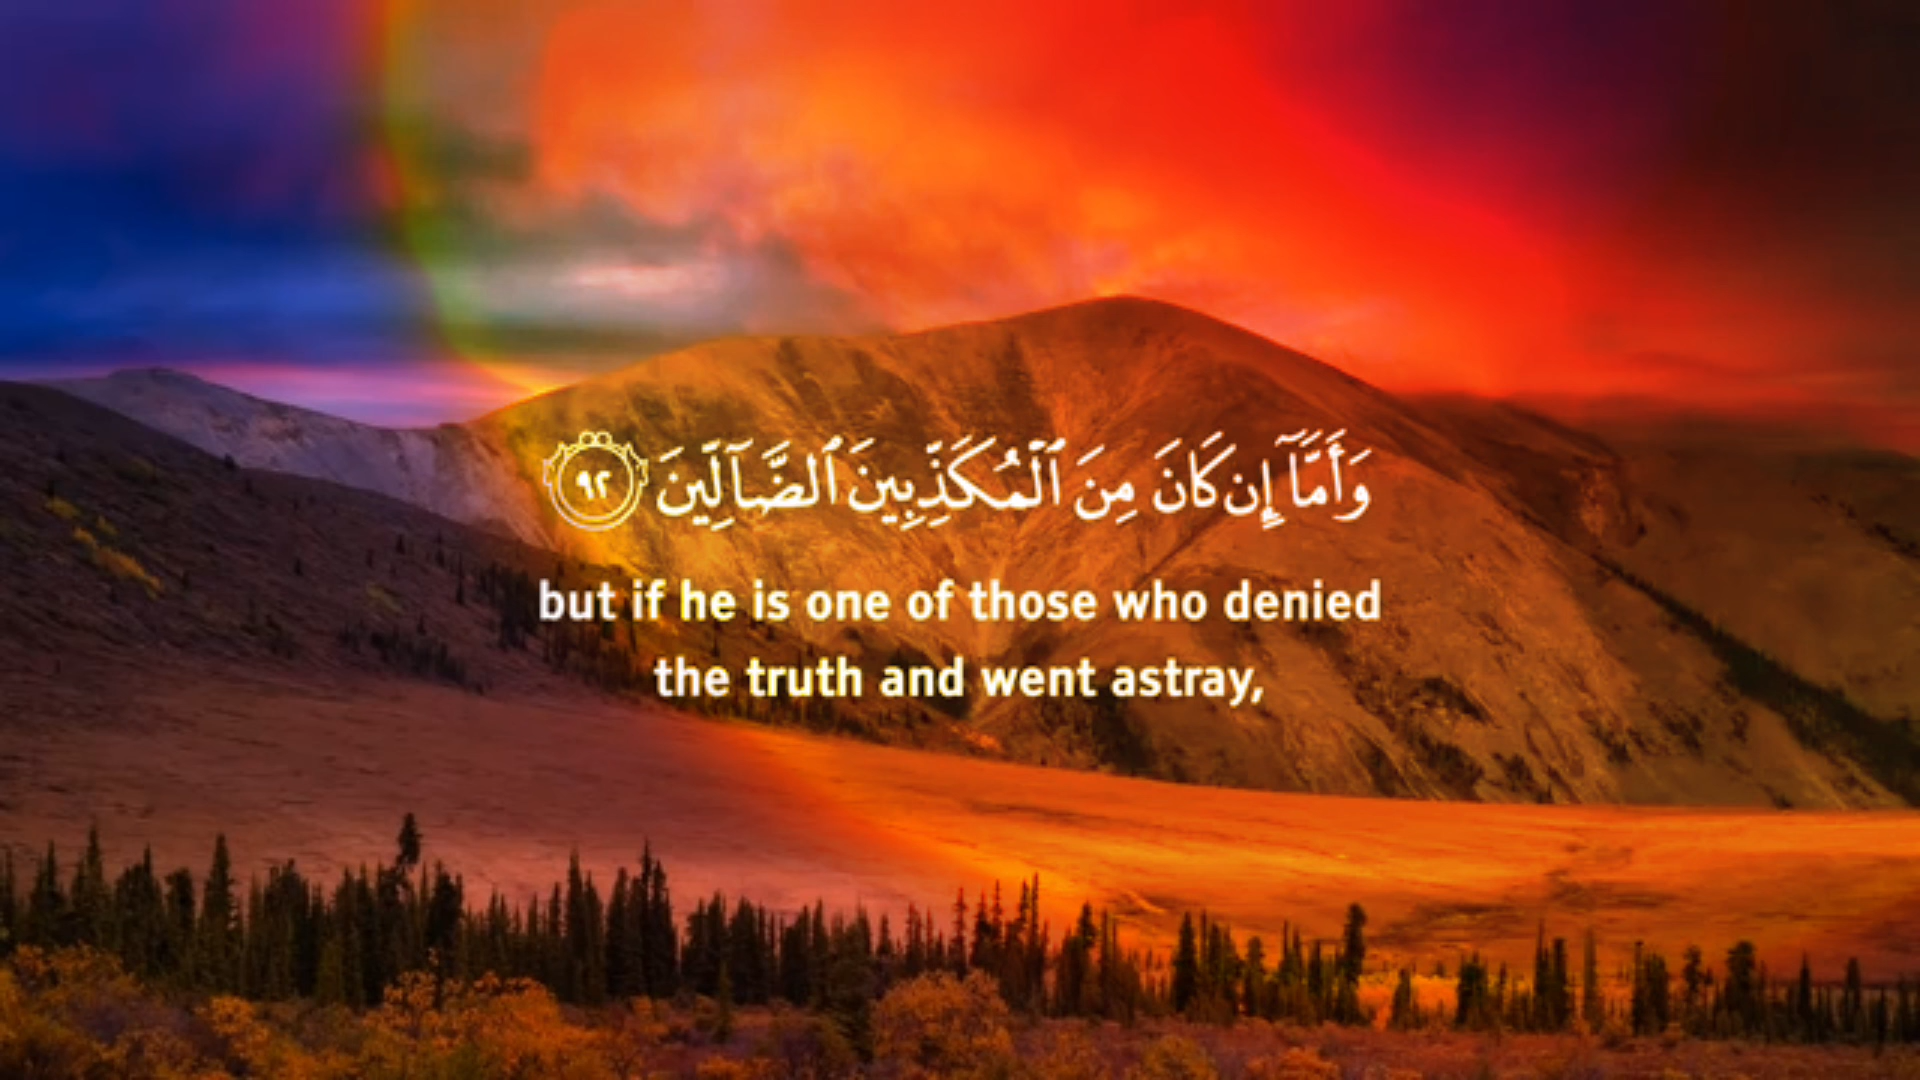 وَأَمَّآ إِن كَانَ مِنَ ٱلْمُكَذِّبِينَ ٱلضَّآلِّينَ ٩٢
but if he is one of those who denied
the truth and went astray,